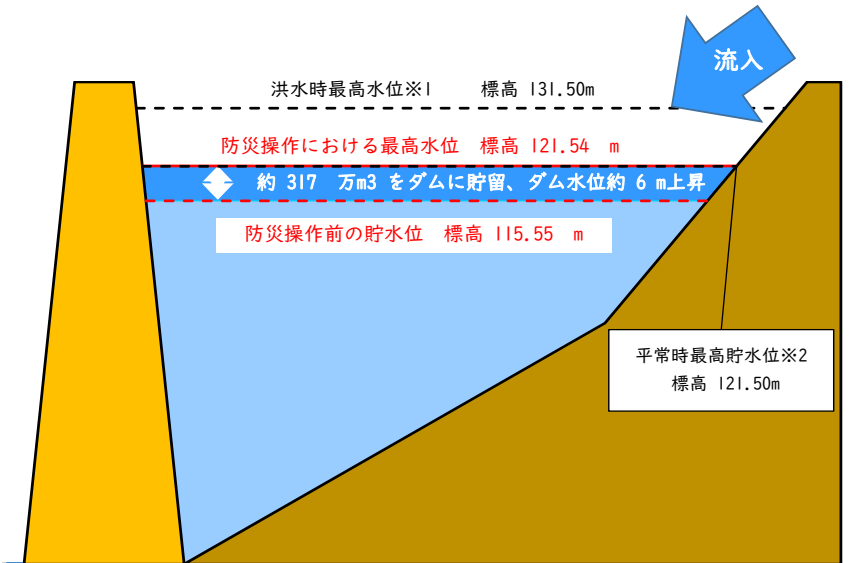 流入
洪水時最高水位※1　標高 131.50m
防災操作における最高水位　標高 121.54　m
約 317　万m3 をダムに貯留、ダム水位約 6 m上昇
防災操作前の貯水位　標高 115.55　m
平常時最高貯水位※2
標高 121.50m